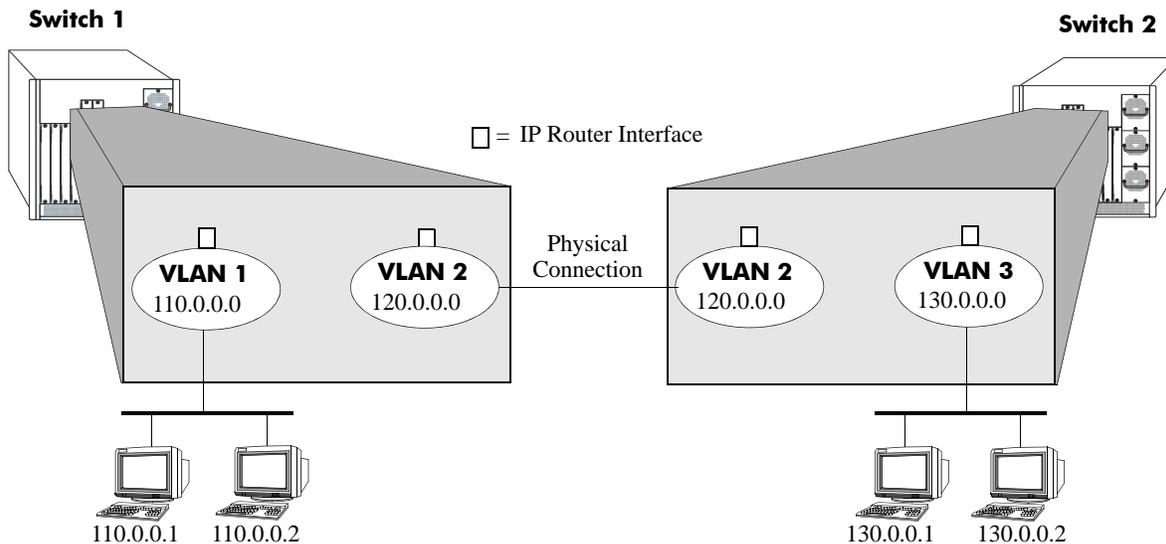 Switch 1
Switch 2
= IP Router Interface
VLAN 1
110.0.0.0
VLAN 2
120.0.0.0
Physical
Connection
VLAN 2
120.0.0.0
VLAN 3
130.0.0.0
110.0.0.1
110.0.0.2
130.0.0.1
130.0.0.2